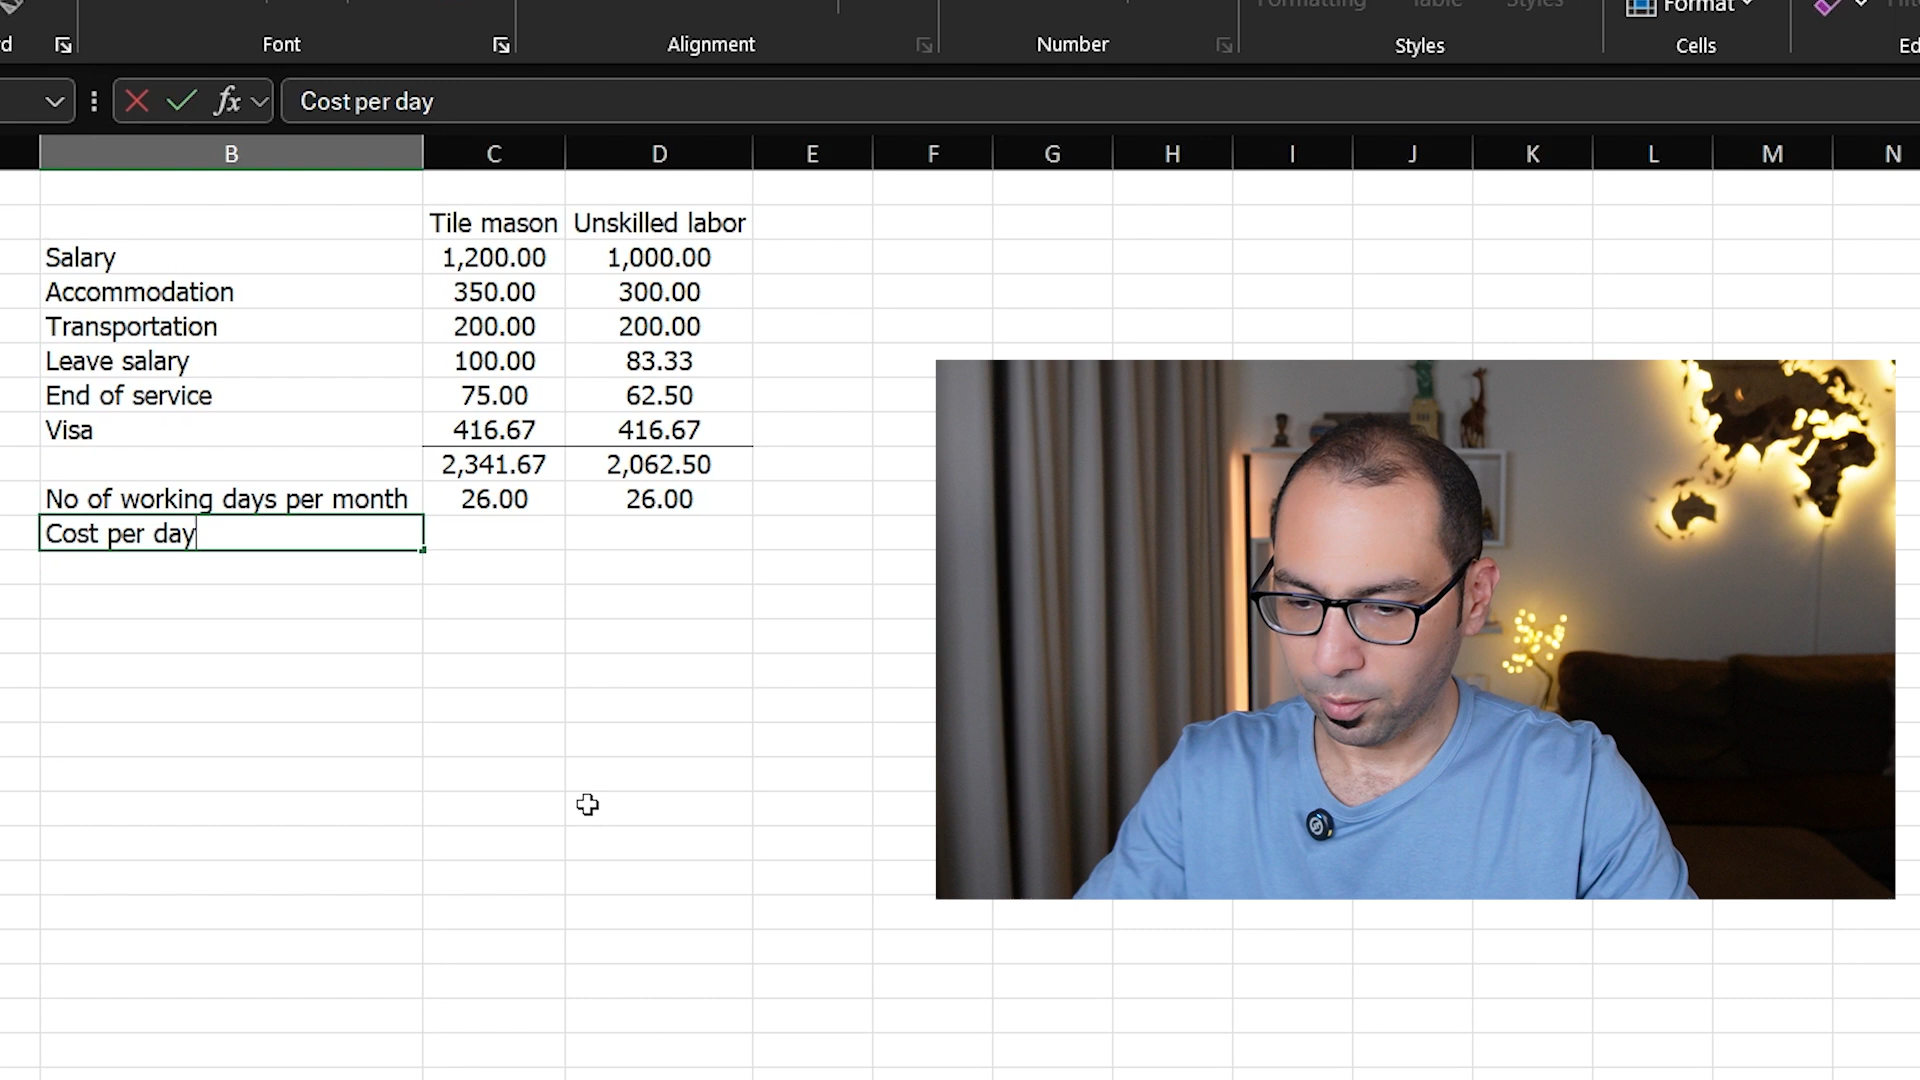 Format
d Font Alignment Number Styles Cells Ed
fx Cost per day
B C D E F G H I J K L M N
Tile mason Unskilled labor
Salary 1,200.00 1,000.00
Accommodation 350.00 300.00
Transportation 200.00 200.00
Leave salary 100.00 83.33
End of service 75.00 62.50
Visa 416.67 416.67
2,341.67 2,062.50
No of working days per month 26.00 26.00
Cost per day